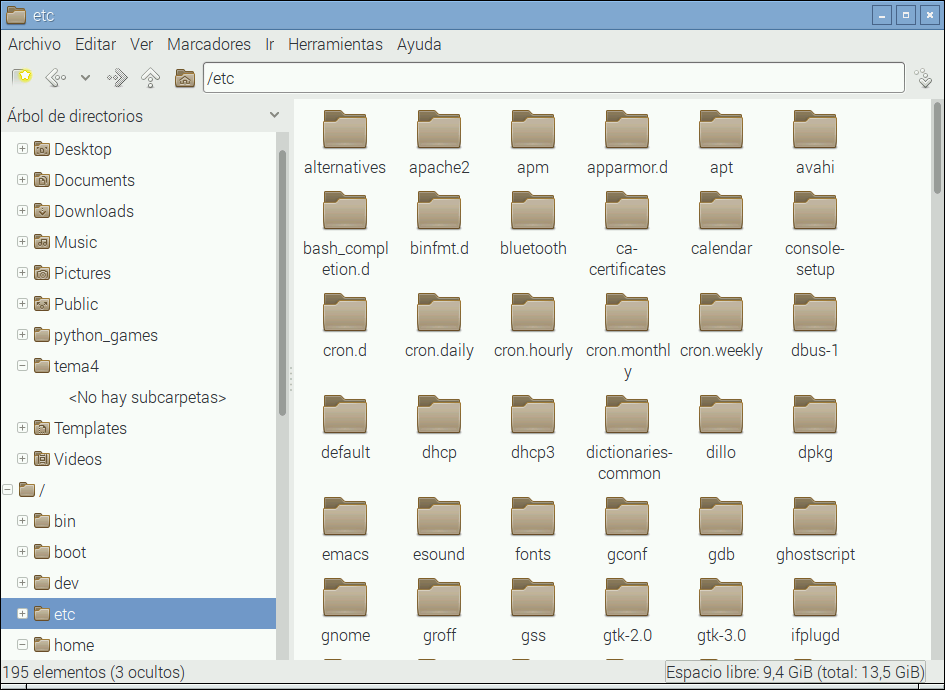 etc
Archivo Editar Ver Marcadores Ir Herramientas Ayuda
/etc
Árbol de directorios
Desktop
Documents
Downloads
Music
Pictures
Public
python_games
tema4
<No hay subcarpetas>
Templates
Videos
/
bin
boot
dev
etc
home
alternatives apache2 apm apparmor.d apt avahi
bash_compl
etion.d
binfmt.d
bluetooth
ca-
certificates
calendar
console-
setup
cron.d cron.daily cron.hourly
cron.monthl
y
cron.weekly dbus-1
default dhcp dhcp3
dictionaries-
common
dillo dpkg
emacs esound fonts gconf gdb ghostscript
gnome groff gss gtk-2.0 gtk-3.0 ifplugd
195 elementos (3 ocultos)
Espacio libre: 9,4 GiB (total: 13,5 GiB)